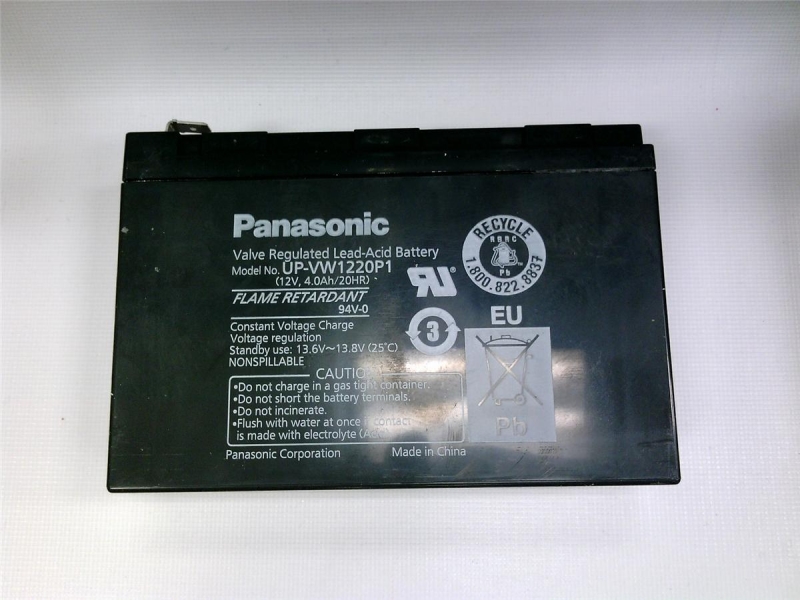 Panasonic
Valve Regulated Lead-Acid Battery
Model No. UP-VW1220P1
(12V, 4.0Ah/20HR)
FLAME RETARDANT
94V-0
Constant Voltage Charge
Voltage regulation
Standby use: 13.6V～13.8V (25℃)
NONSPILLABLE
CAUTION
•Do not charge in a gas tight container.
•Do not short the battery terminals.
•Do not incinerate.
•Flush with water at once if contact
is made with electrolyte
Panasonic Corporation
Made in China
RECYCLE
RBRC
Pb
1.800.822.8837
RU®
3
EU
Pb